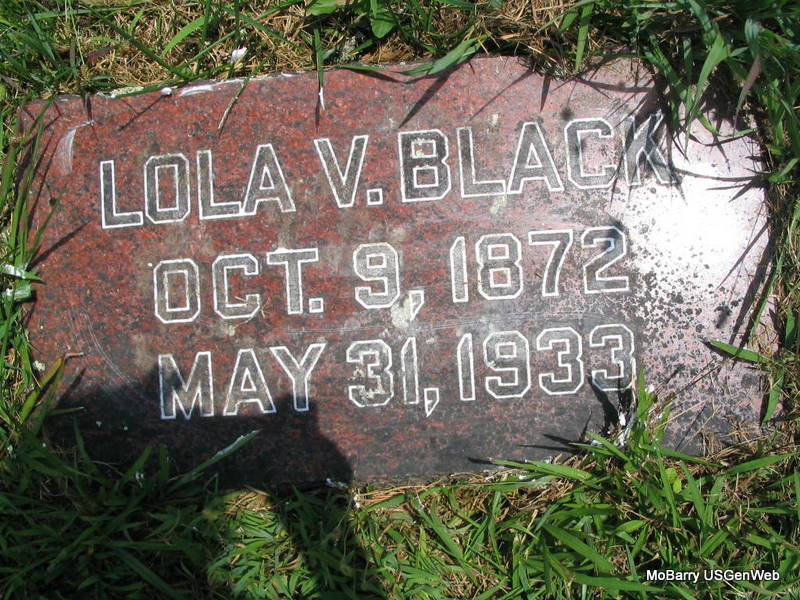 LOLA V. BLACK
OCT. 9, 1872
MAY 31, 1933
MoBarry USGenWeb